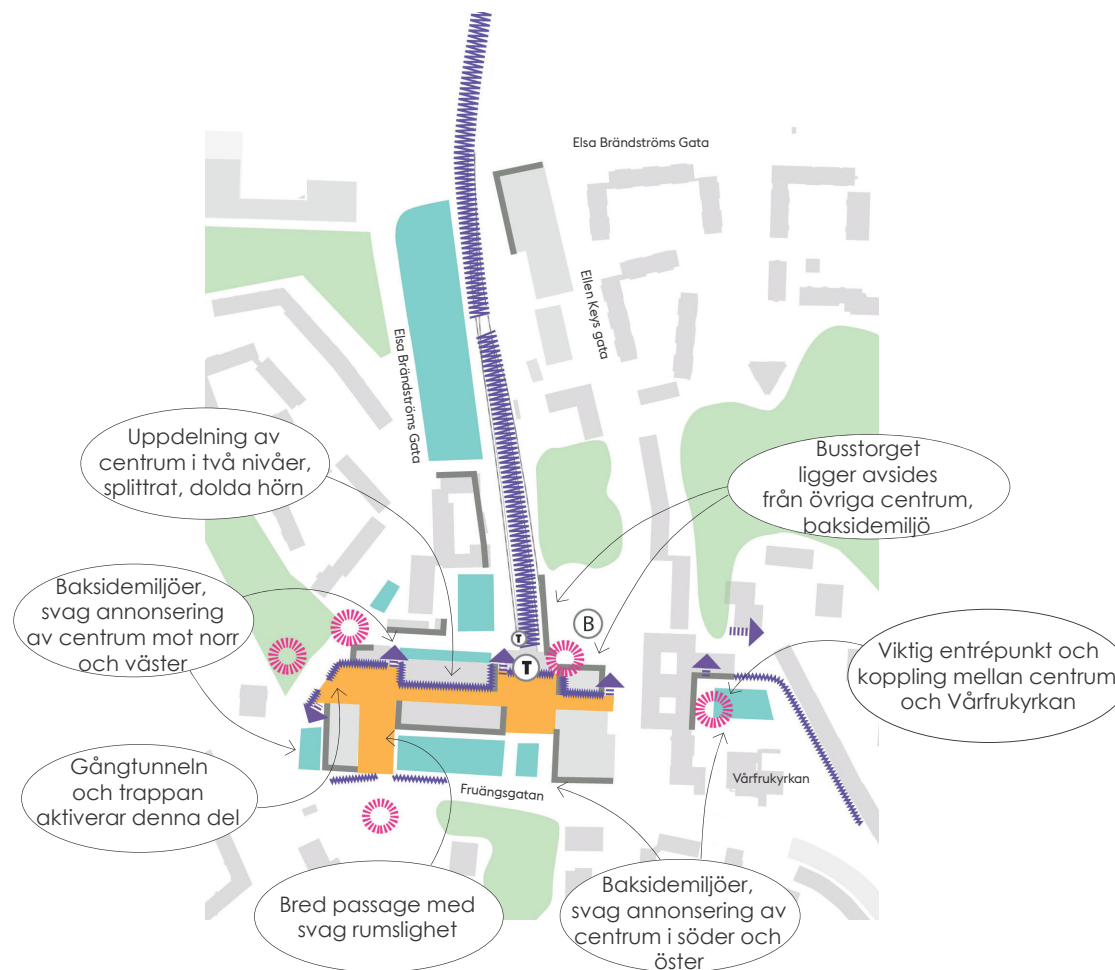 Elsa Brändströms Gata
Ellen Keys gata
Elsa Brändströms Gata
Uppdelning av
centrum i två nivåer,
splittrat, dolda hörn
Busstorget
ligger avsides
från övriga centrum,
baksidemiljö
Baksidemiljöer,
svag annonsering
av centrum mot norr
och väster
B
T
T
Viktig entrépunkt och
koppling mellan centrum
och Vårfrukyrkan
Gångtunneln
och trappan
aktiverar denna del
Fruängsgatan
Vårfrukyrkan
Bred passage med
svag rumslighet
Baksidemiljöer,
svag annonsering av
centrum i söder och
öster